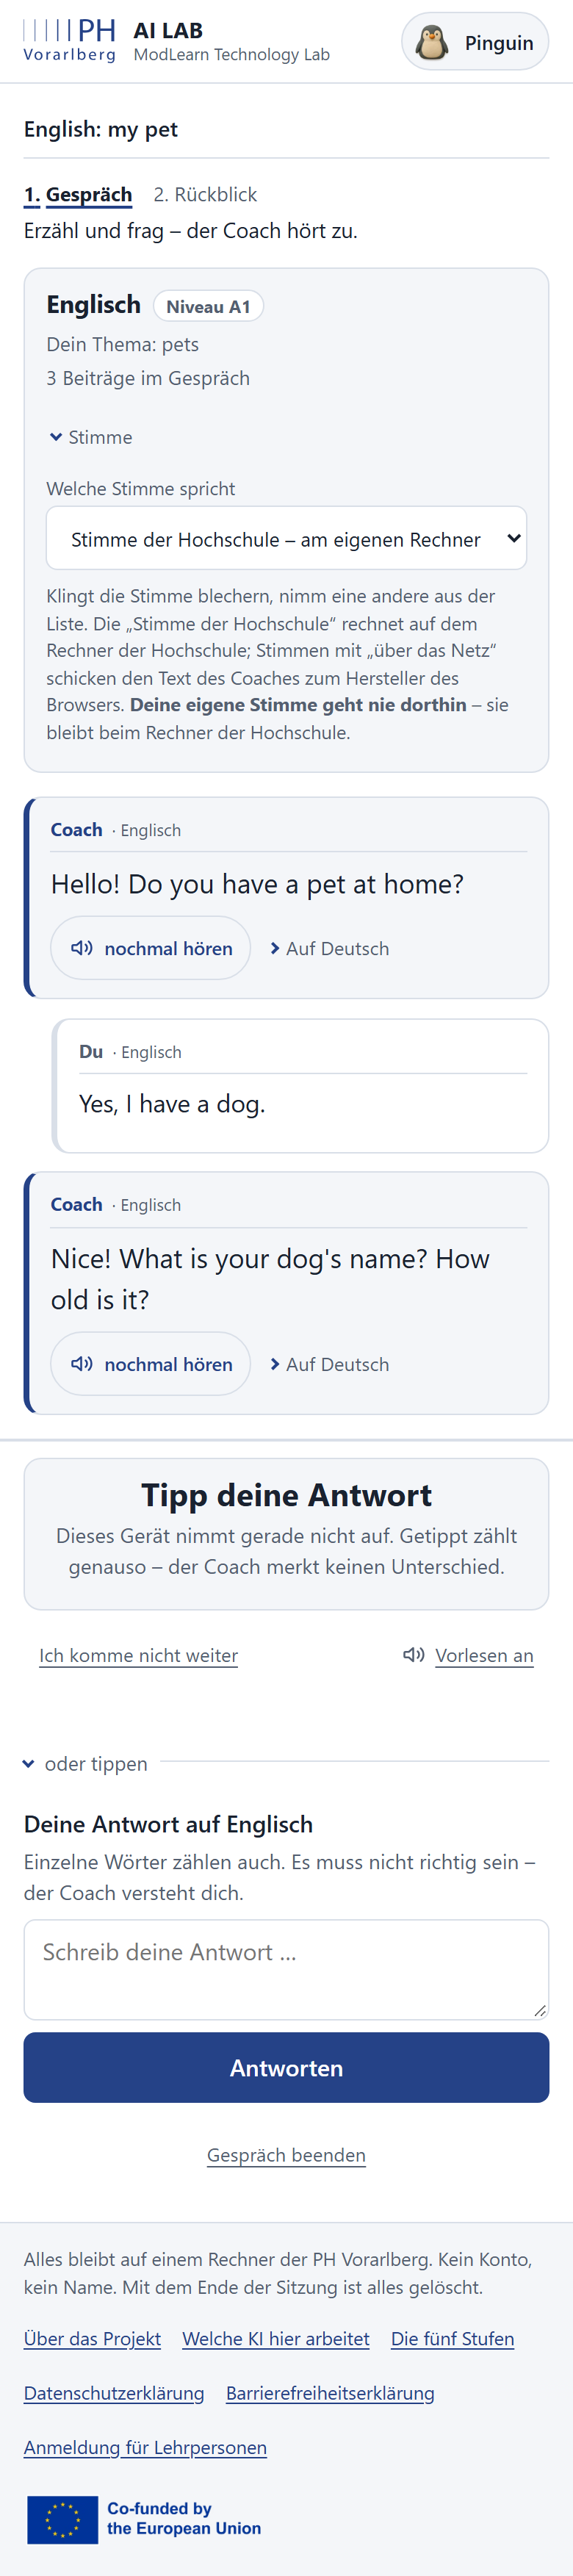 PH
Vorarlberg
AI LAB
ModLearn Technology Lab
Pinguin
English: my pet
1. Gespräch
2. Rückblick
Erzähl und frag – der Coach hört zu.
Englisch
Niveau A1
Dein Thema: pets
3 Beiträge im Gespräch
Stimme
Welche Stimme spricht
Stimme der Hochschule – am eigenen Rechner
Klingt die Stimme blechern, nimm eine andere aus der
Liste. Die „Stimme der Hochschule“ rechnet auf dem
Rechner der Hochschule; Stimmen mit „über das Netz“
schicken den Text des Coaches zum Hersteller des
Browsers. Deine eigene Stimme geht nie dorthin – sie
bleibt beim Rechner der Hochschule.
Coach · Englisch
Hello! Do you have a pet at home?
nochmal hören
Auf Deutsch
Du · Englisch
Yes, I have a dog.
Coach · Englisch
Nice! What is your dog's name? How
old is it?
nochmal hören
Auf Deutsch
Tipp deine Antwort
Dieses Gerät nimmt gerade nicht auf. Getippt zählt
genauso – der Coach merkt keinen Unterschied.
Ich komme nicht weiter
Vorlesen an
oder tippen
Deine Antwort auf Englisch
Einzelne Wörter zählen auch. Es muss nicht richtig sein –
der Coach versteht dich.
Schreib deine Antwort ...
Antworten
Gespräch beenden
Alles bleibt auf einem Rechner der PH Vorarlberg. Kein Konto,
kein Name. Mit dem Ende der Sitzung ist alles gelöscht.
Über das Projekt
Welche KI hier arbeitet
Die fünf Stufen
Datenschutzerklärung
Barrierefreiheitserklärung
Anmeldung für Lehrpersonen
Co-funded by
the European Union